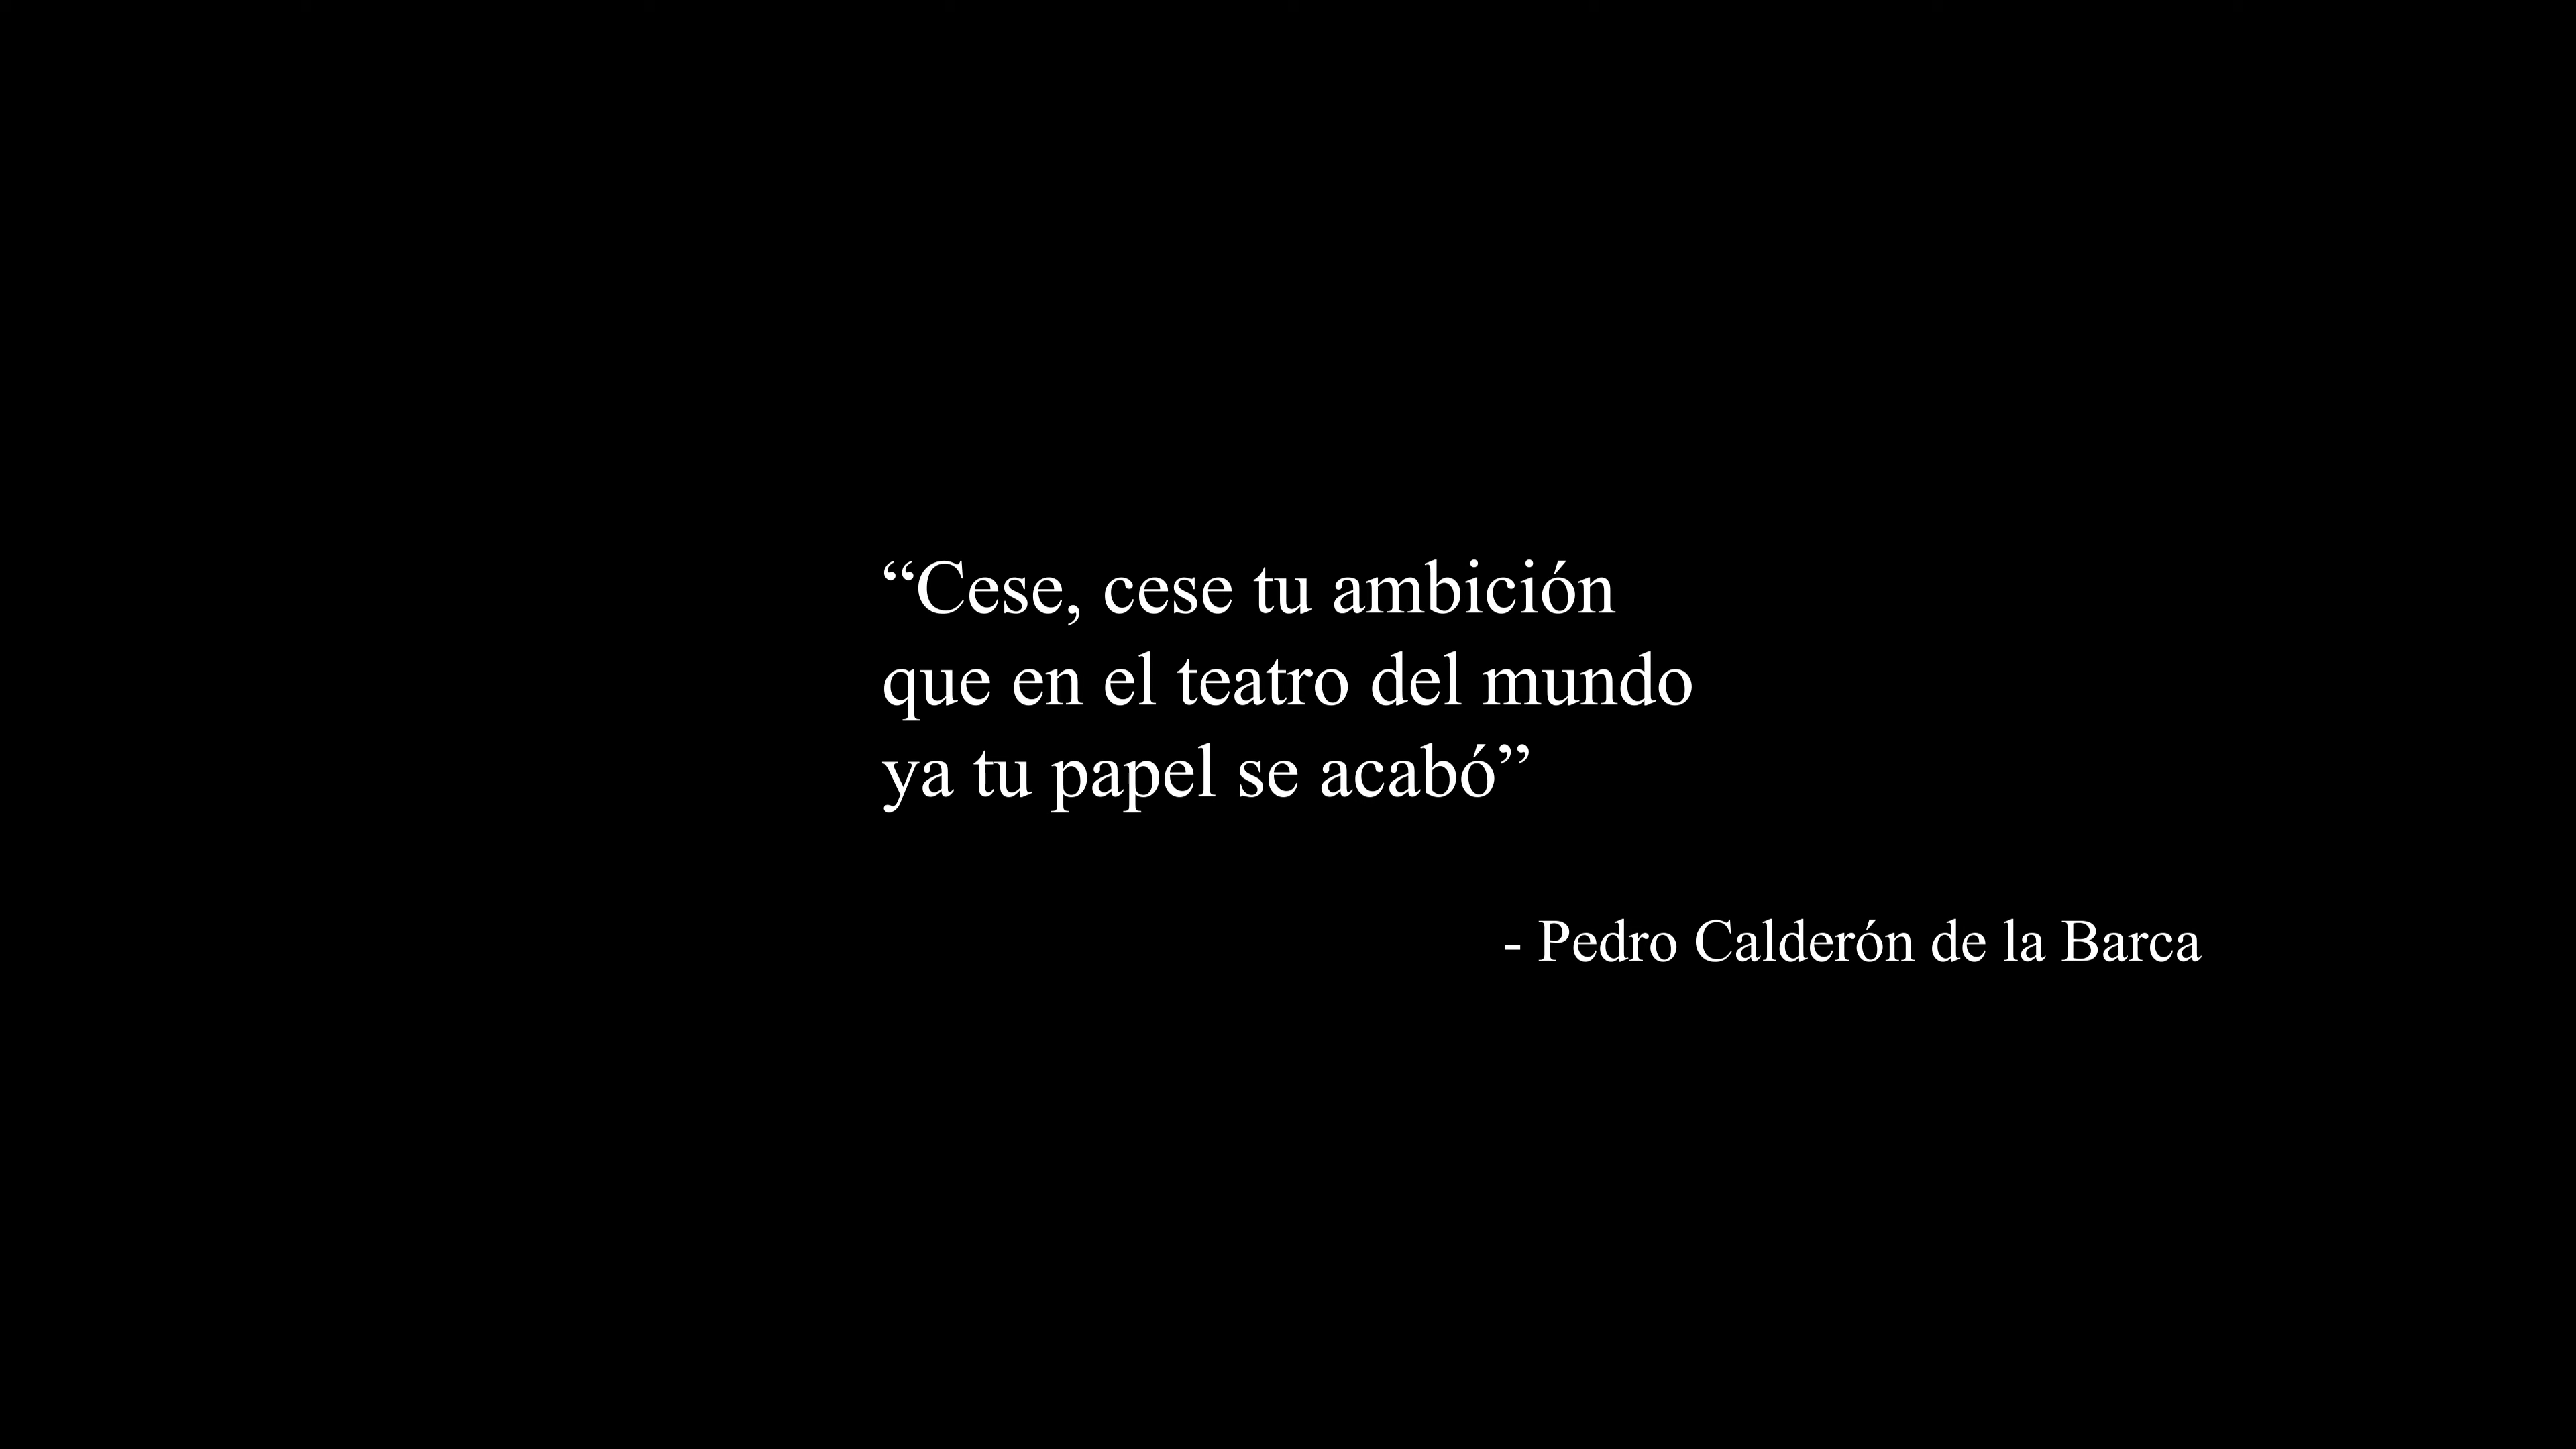 “Cese, cese tu ambición
que en el teatro del mundo
ya tu papel se acabó”
- Pedro Calderón de la Barca